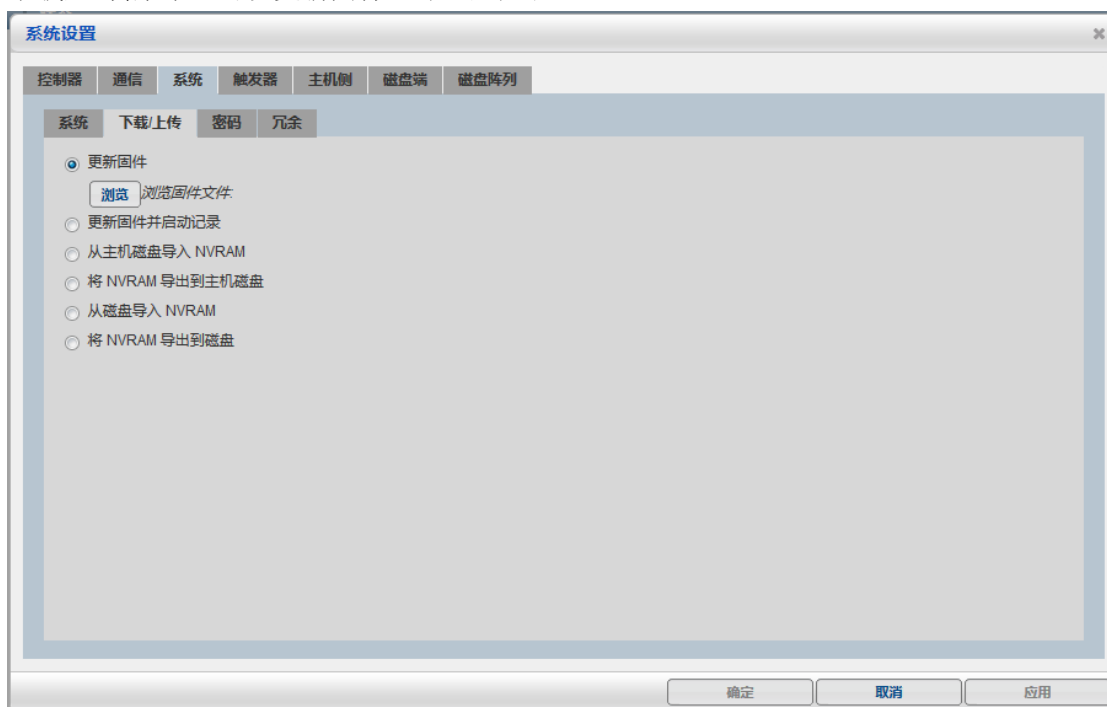 系统设置
控制器 通信 系统 触发器 主机侧 磁盘端 磁盘阵列
系统 下载/上传 密码 冗余
更新固件
浏览 浏览固件文件:
更新固件并启动记录
从主机磁盘导入 NVRAM
将 NVRAM 导出到主机磁盘
从磁盘导入 NVRAM
将 NVRAM 导出到磁盘
确定 取消 应用